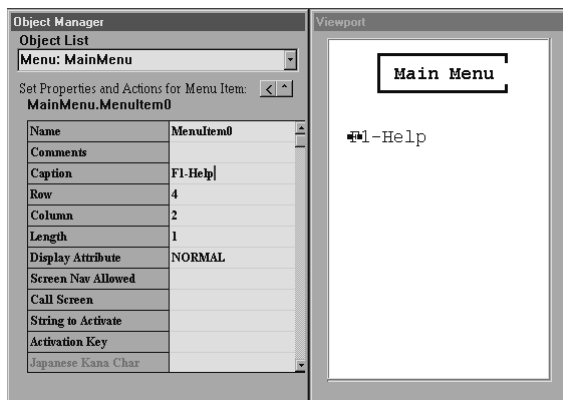 Object Manager
Object List
Menu: MainMenu
Set Properties and Actions for Menu Item: < ^
MainMenu.MenuItem0
Name MenuItem0
Comments
Caption F1-Help
Row 4
Column 2
Length 1
Display Attribute NORMAL
Screen Nav Allowed
Call Screen
String to Activate
Activation Key
Japanese Kana Char
Viewport
Main Menu
F1-Help